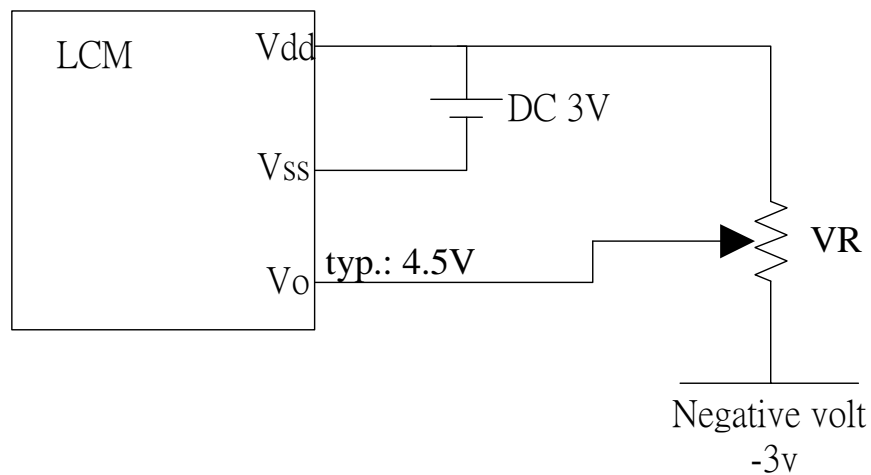 Vdd
LCM
DC 3V
Vss
VR
typ.: 4.5V
Vo
Negative volt
-3v